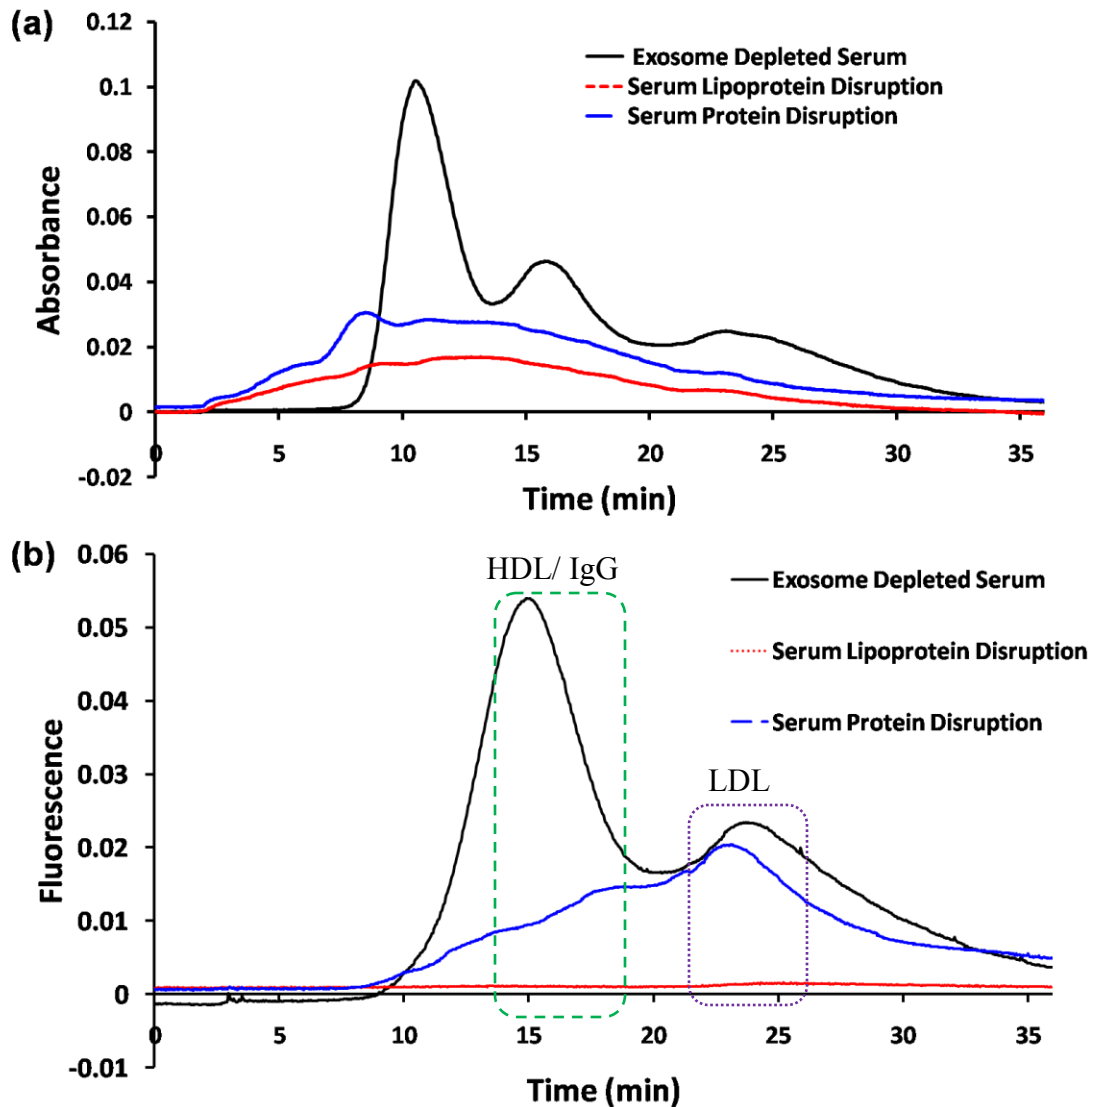 (a)
0.12
0.1
0.08
0.06
0.04
0.02
0
-0.02
Absorbance
Exosome Depleted Serum
Serum Lipoprotein Disruption
Serum Protein Disruption
0 5 10 15 20 25 30 35
Time (min)
(b)
0.06
0.05
0.04
0.03
0.02
0.01
0
-0.01
Fluorescence
HDL/ IgG
LDL
Exosome Depleted Serum
Serum Lipoprotein Disruption
Serum Protein Disruption
0 5 10 15 20 25 30 35
Time (min)